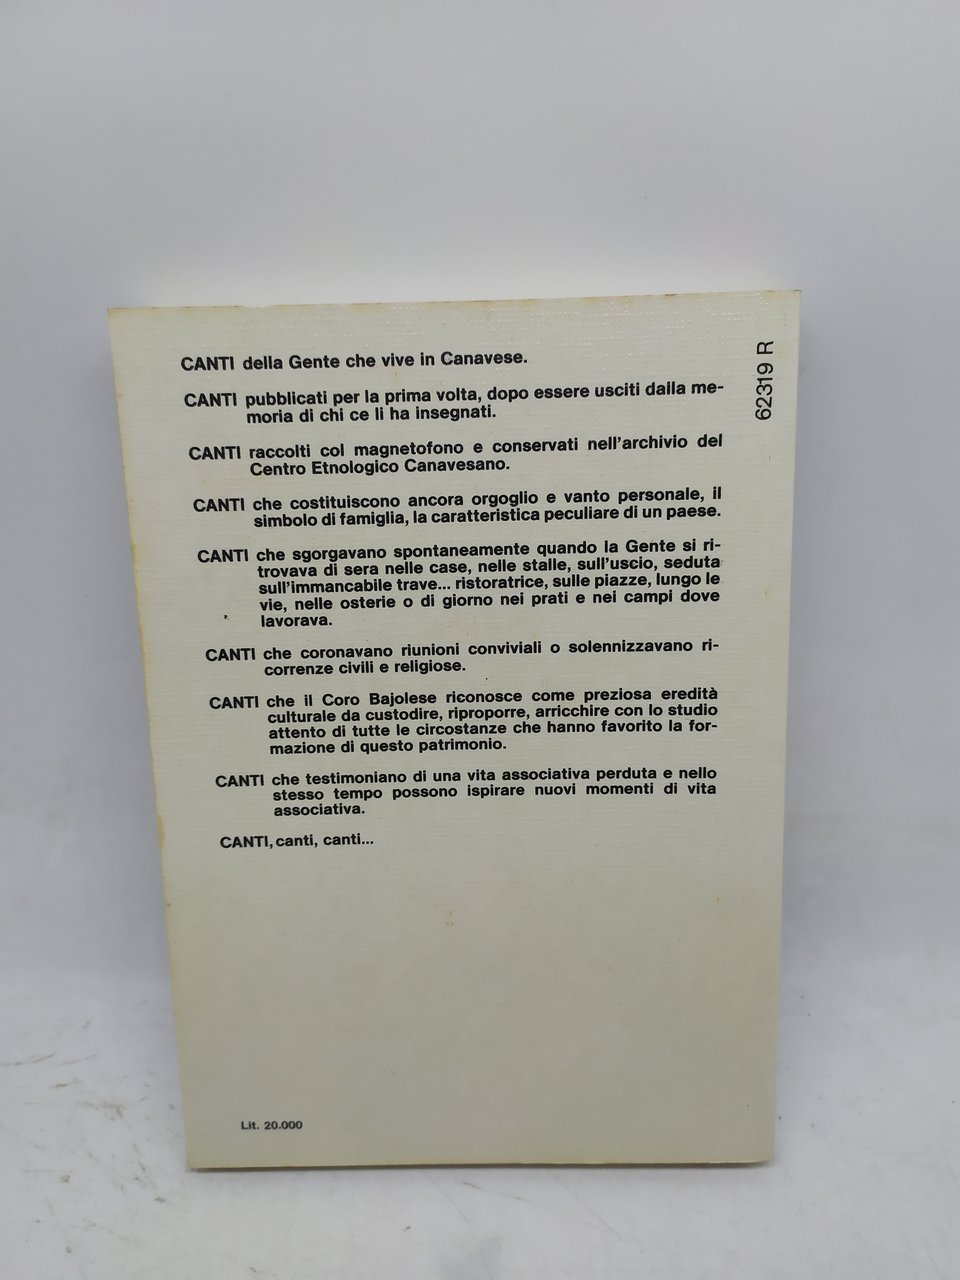 CANTI della Gente che vive in Canavese.
CANTI pubblicati per la prima volta, dopo essere usciti dalla me-
moria di chi ce li ha insegnati.
CANTI raccolti col magnetofono e conservati nell'archivio del
Centro Etnologico Canavesano.
CANTI che costituiscono ancora orgoglio e vanto personale, il
simbolo di famiglia, la caratteristica peculiare di un paese.
CANTI che sgorgavano spontaneamente quando la Gente si ri-
trovava di sera nelle case, nelle stalle, sull'uscio, seduta
sull'immancabile trave... ristoratrice, sulle piazze, lungo le
vie, nelle osterie o di giorno nei prati e nei campi dove
lavorava.
CANTI che coronavano riunioni conviviali o solennizzavano ri-
correnze civili e religiose.
CANTI che il Coro Bajolese riconosce come preziosa eredità
culturale da custodire, riproporre, arricchire con lo studio
attento di tutte le circostanze che hanno favorito la for-
mazione di questo patrimonio.
CANTI che testimoniano di una vita associativa perduta e nello
stesso tempo possono ispirare nuovi momenti di vita
associativa.
CANTI, canti, canti...
Lit. 20.000
62319 R